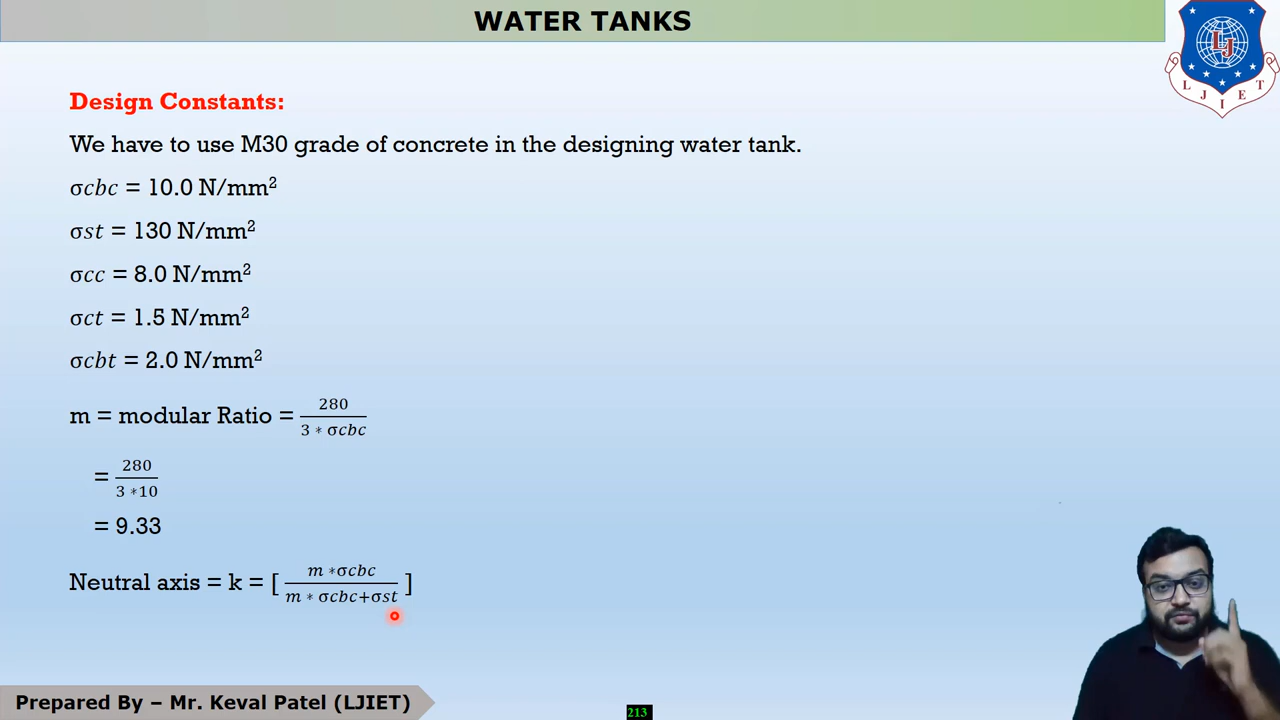 WATER TANKS
LJ
L J I E T
Design Constants:
We have to use M30 grade of concrete in the designing water tank.
σcbc = 10.0 N/mm²
σst = 130 N/mm²
σcc = 8.0 N/mm²
σct = 1.5 N/mm²
σcbt = 2.0 N/mm²
m = modular Ratio = 280 / 3 * σcbc
= 280 / 3 *10
= 9.33
Neutral axis = k = [ m *σcbc / m * σcbc+σst ]
Prepared By – Mr. Keval Patel (LJIET)
213